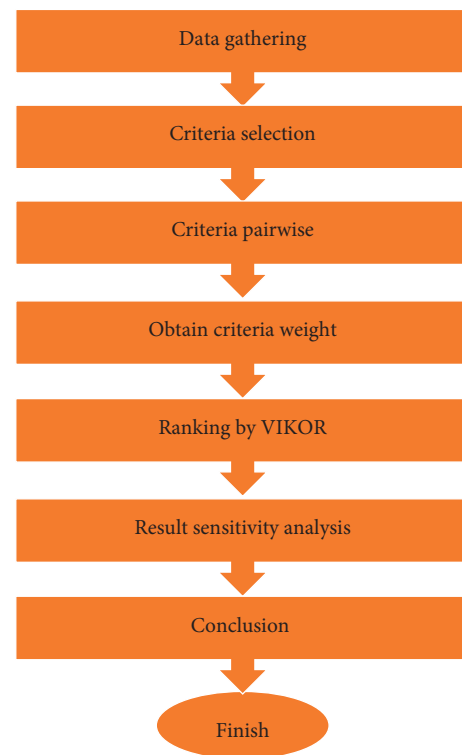 Data gathering
Criteria selection
Criteria pairwise
Obtain criteria weight
Ranking by VIKOR
Result sensitivity analysis
Conclusion
Finish